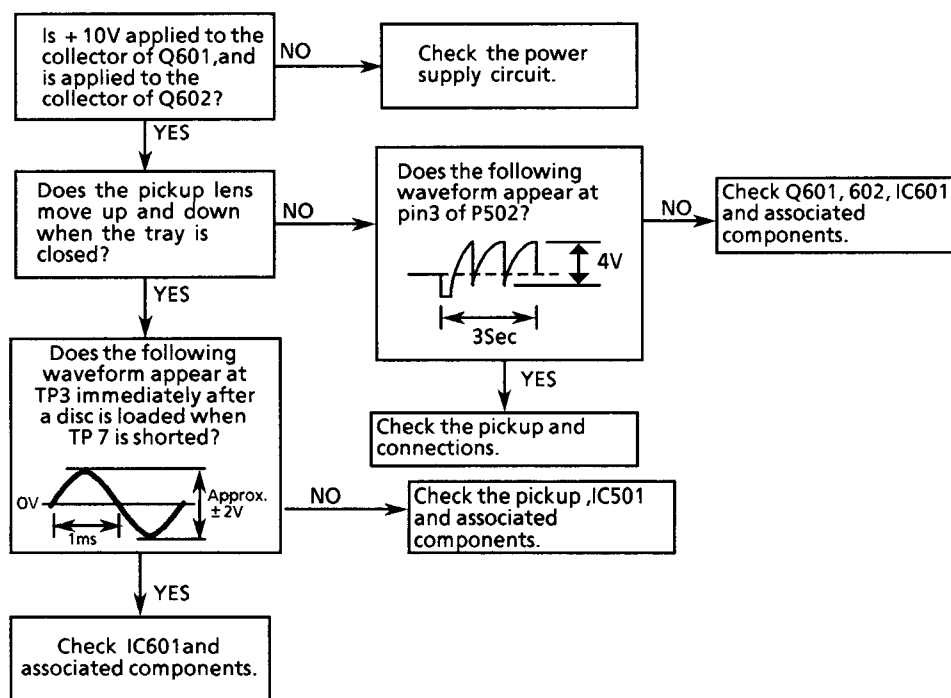 Is + 10V applied to the
collector of Q601,and
is applied to the
collector of Q602?
NO
Check the power
supply circuit.
YES
Does the pickup lens
move up and down
when the tray is
closed?
NO
Does the following
waveform appear at
pin3 of P502?
4V
3Sec
NO
Check Q601, 602, IC601
and associated
components.
YES
Check the pickup and
connections.
YES
Does the following
waveform appear at
TP3 immediately after
a disc is loaded when
TP 7 is shorted?
0V
Approx.
±2V
1ms
NO
Check the pickup ,IC501
and associated
components.
YES
Check IC601and
associated components.